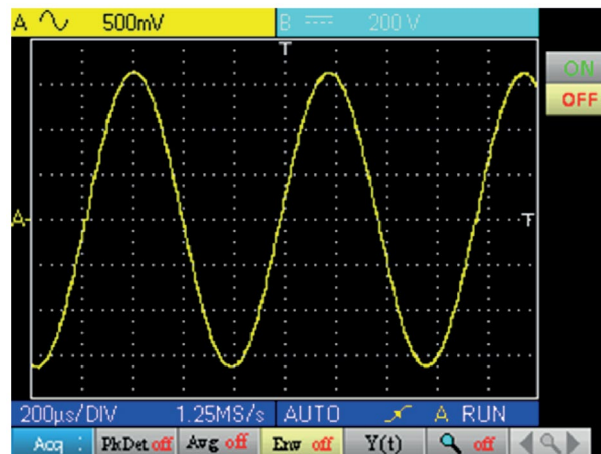 A 500mV B 200 V
T
ON
OFF
A T
200µs/DIV 1.25MS/s AUTO A RUN
Acq : PkDet off Avg off Env off Y(t) off